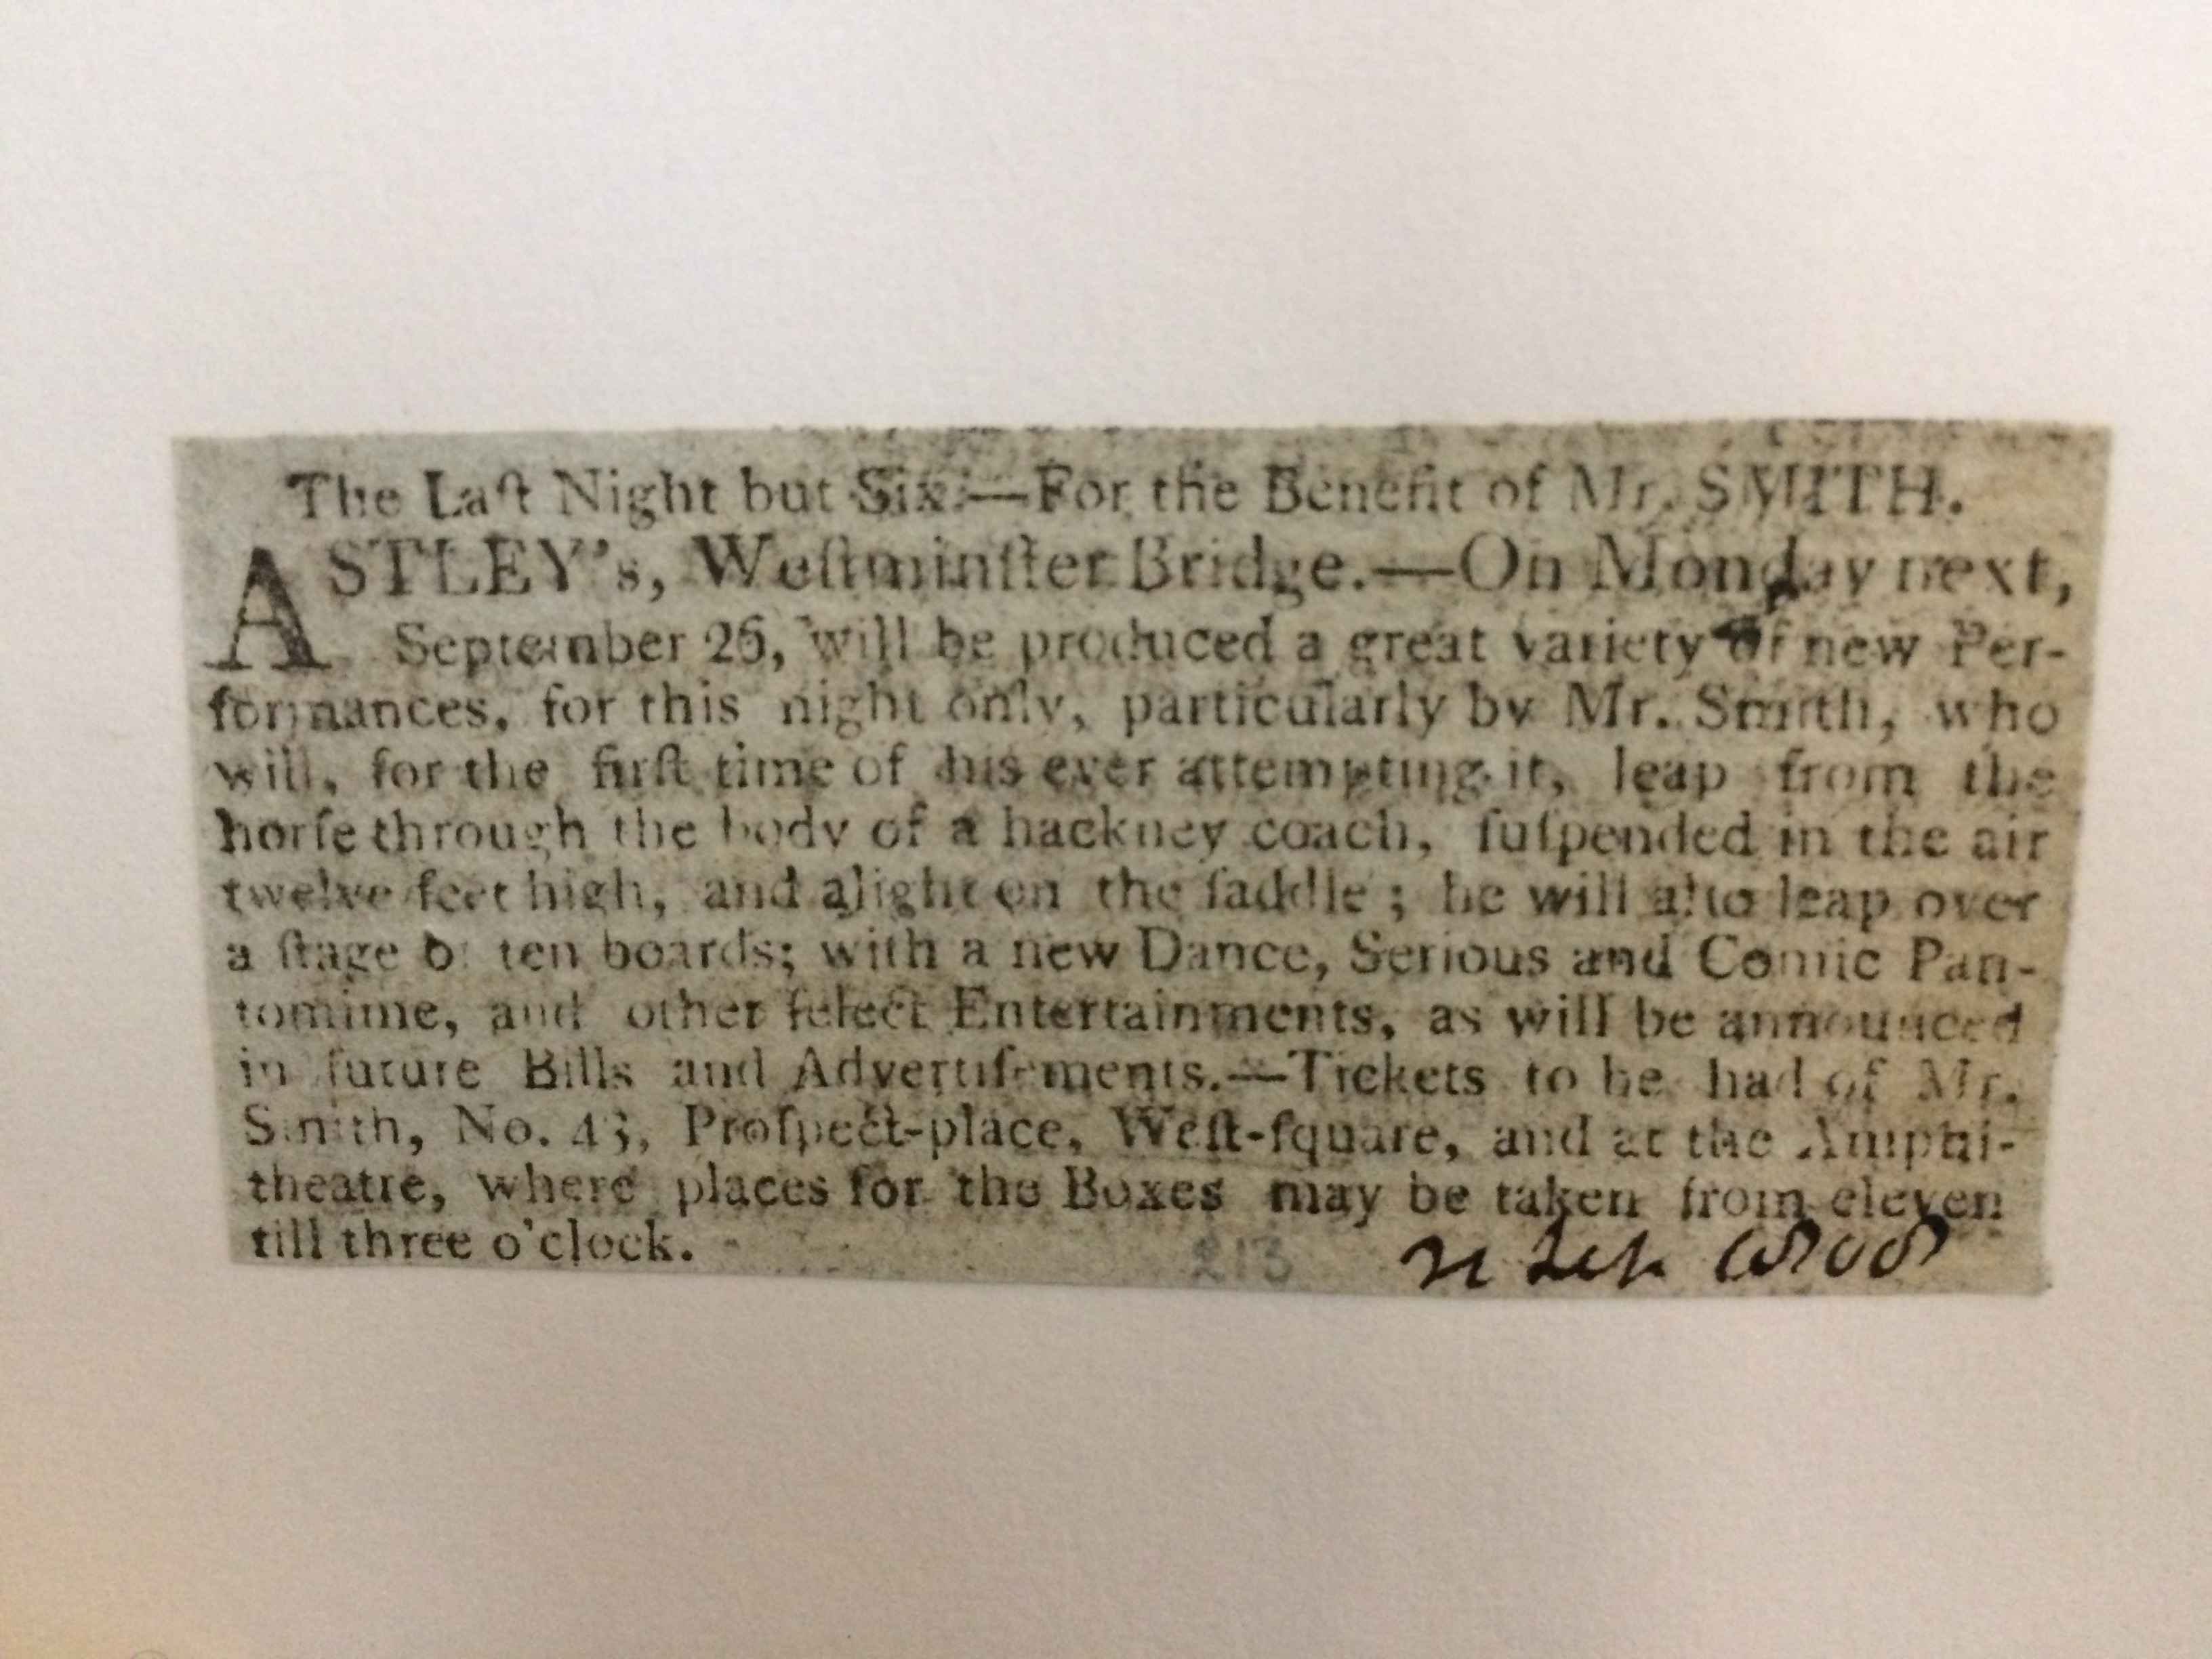 The Laſt Night but Six.—For the Benefit of Mr. SMITH.
ASTLEY's, Weſtminſter Bridge.—On Monday next,
September 26, will be produced a great variety of new Per-
formances, for this night only, particularly by Mr. Smith, who
will, for the firſt time of his ever attempting it, leap from the
horſe through the body of a hackney coach, ſuſpended in the air
twelve feet high, and alight on the ſaddle; he will alſo leap over
a ſtage of ten boards; with a new Dance, Serious and Comic Pan-
tomime, and other ſelect Entertainments, as will be announced
in future Bills and Advertiſements.—Tickets to be had of Mr.
Smith, No. 43, Proſpect-place, Weſt-ſquare, and at the Amphi-
theatre, where places for the Boxes may be taken from eleven
till three o'clock.
213